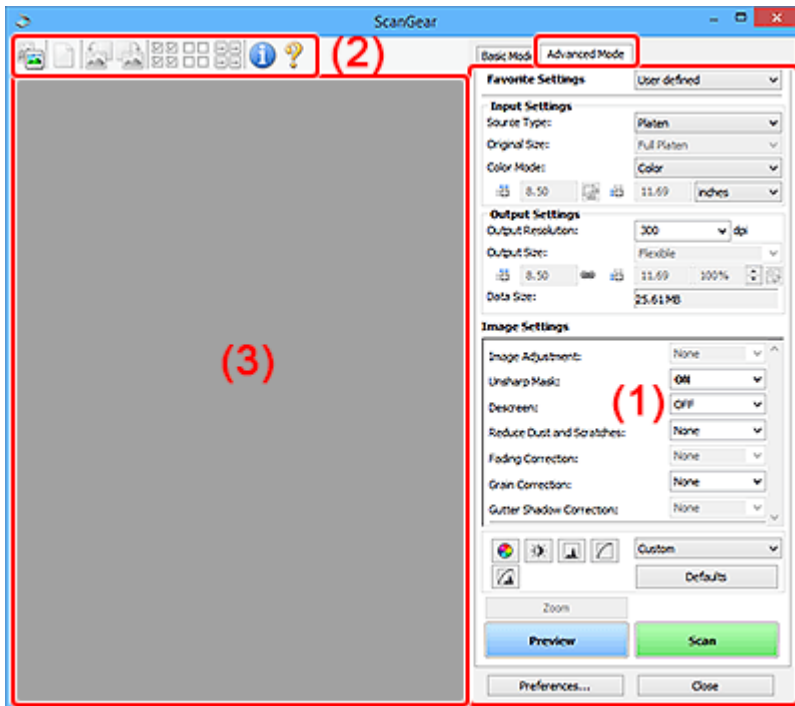 ScanGear
(2)
Basic Mode Advanced Mode
Favorite Settings User defined
Input Settings
Source Type: Platen
Original Size: Full Platen
Color Mode: Color
8.50 11.69 inches
Output Settings
Output Resolution: 300 dpi
Output Size: Flexible
8.50 11.69 100%
Data Size: 25.61MB
Image Settings
Image Adjustment: None
Unsharp Mask: ON
(3)
(1)
Descreen: OFF
Reduce Dust and Scratches: None
Fading Correction: None
Grain Correction: None
Gutter Shadow Correction: None
Custom
Defaults
Zoom
Preview Scan
Preferences... Close